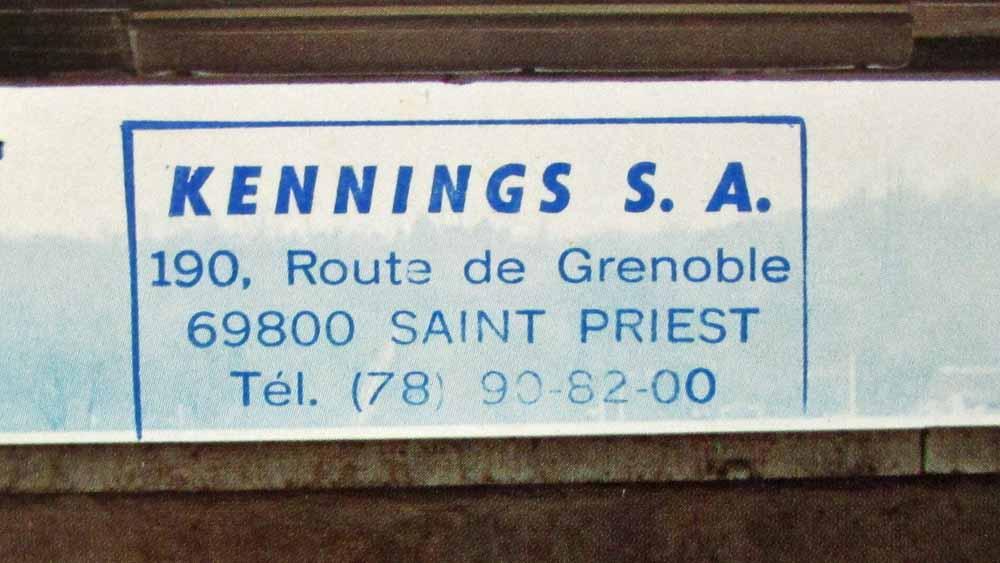 KENNINGS S. A.
190, Route de Grenoble
69800 SAINT PRIEST
Tél. (78) 90-82-00